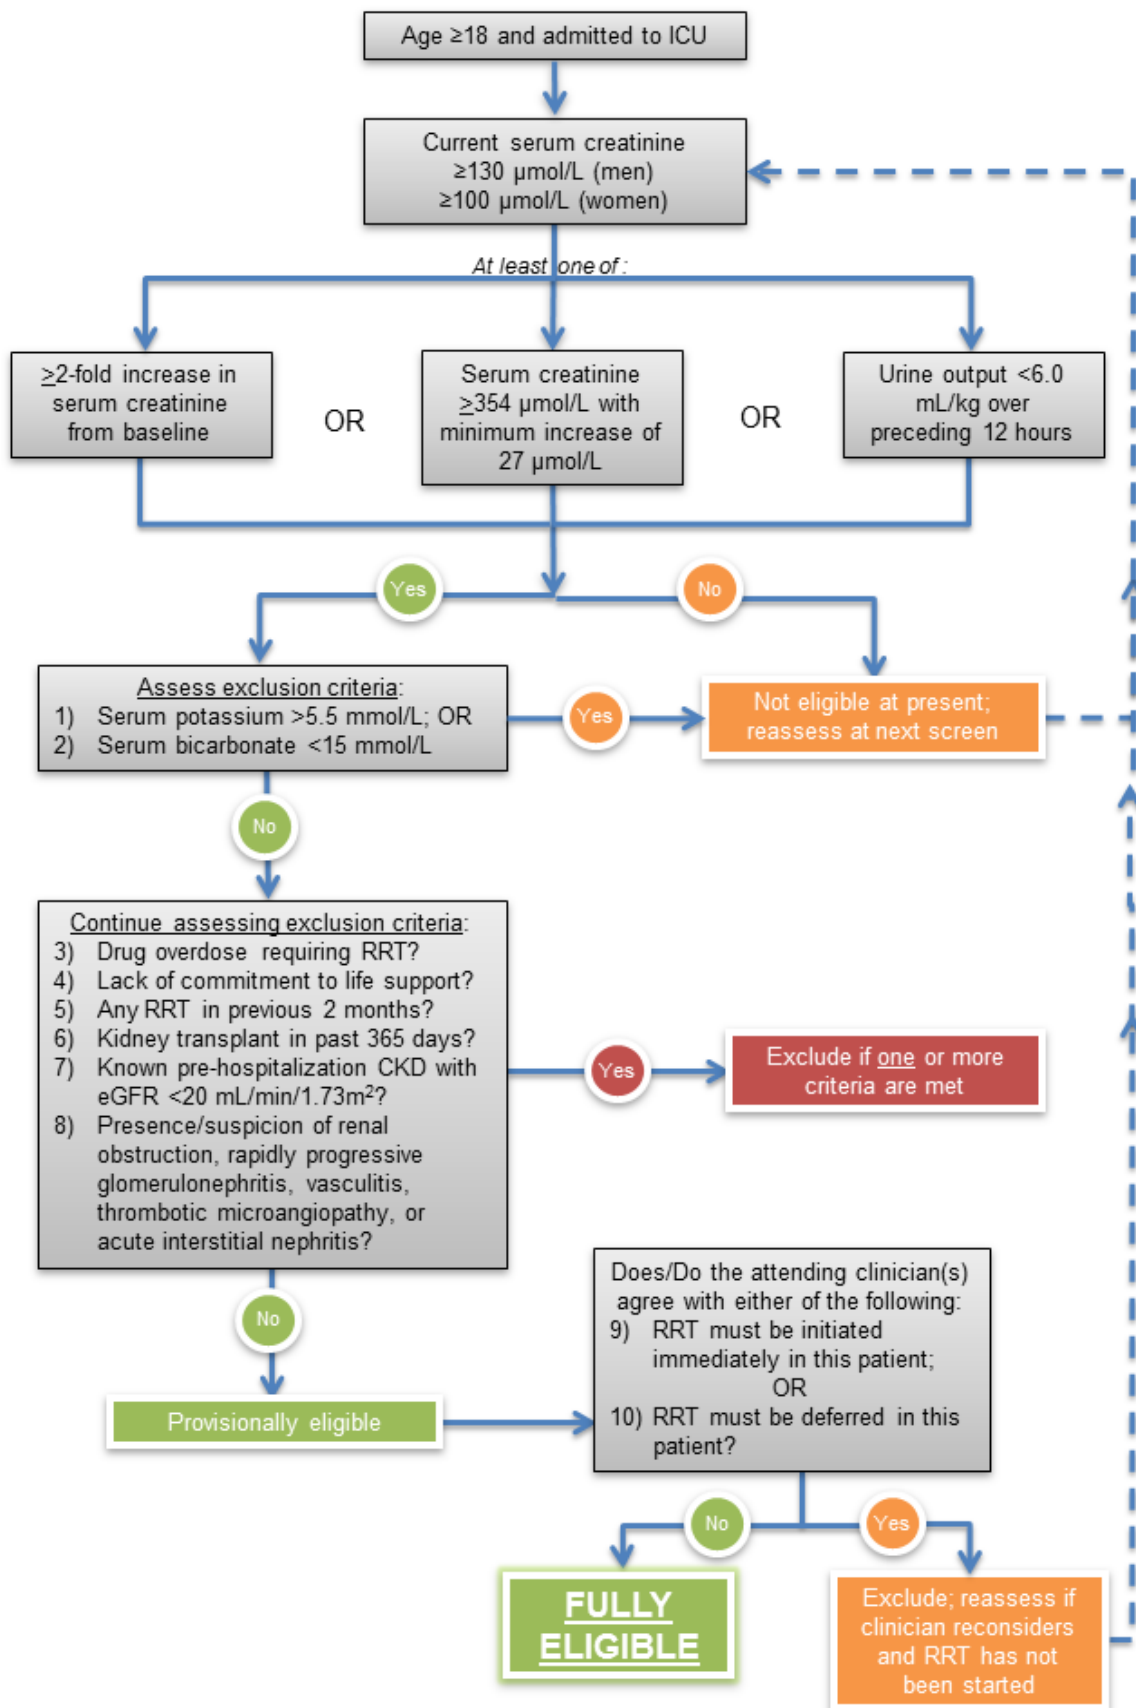 Age ≥18 and admitted to ICU
Current serum creatinine
≥130 µmol/L (men)
≥100 µmol/L (women)
At least one of :
≥2-fold increase in
serum creatinine
from baseline
OR
Serum creatinine
≥354 µmol/L with
minimum increase of
27 µmol/L
OR
Urine output <6.0
mL/kg over
preceding 12 hours
Yes
No
Assess exclusion criteria:
1) Serum potassium >5.5 mmol/L; OR
2) Serum bicarbonate <15 mmol/L
Yes
Not eligible at present;
reassess at next screen
No
Continue assessing exclusion criteria:
3) Drug overdose requiring RRT?
4) Lack of commitment to life support?
5) Any RRT in previous 2 months?
6) Kidney transplant in past 365 days?
7) Known pre-hospitalization CKD with
eGFR <20 mL/min/1.73m²?
8) Presence/suspicion of renal
obstruction, rapidly progressive
glomerulonephritis, vasculitis,
thrombotic microangiopathy, or
acute interstitial nephritis?
Yes
Exclude if one or more
criteria are met
No
Provisionally eligible
Does/Do the attending clinician(s)
agree with either of the following:
9) RRT must be initiated
immediately in this patient;
OR
10) RRT must be deferred in this
patient?
No
Yes
FULLY
ELIGIBLE
Exclude; reassess if
clinician reconsiders
and RRT has not
been started